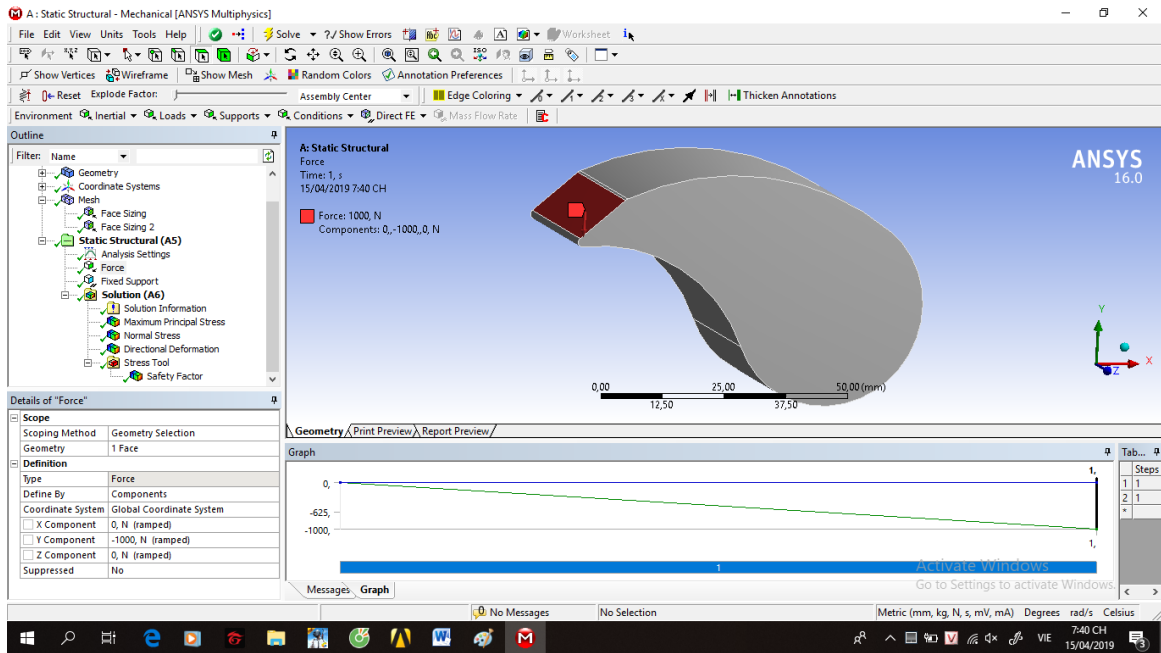 A : Static Structural - Mechanical [ANSYS Multiphysics]
File Edit View Units Tools Help Solve ?/ Show Errors A Worksheet
Show Vertices Wireframe Show Mesh Random Colors Annotation Preferences
Reset Explode Factor: Assembly Center Edge Coloring Thicken Annotations
Environment Inertial Loads Supports Conditions Direct FE Mass Flow Rate
Outline
Filter: Name
Geometry
Coordinate Systems
Mesh
Face Sizing
Face Sizing 2
Static Structural (A5)
Analysis Settings
Force
Fixed Support
Solution (A6)
Solution Information
Maximum Principal Stress
Normal Stress
Directional Deformation
Stress Tool
Safety Factor
A: Static Structural
Force
Time: 1, s
15/04/2019 7:40 CH
Force: 1000, N
Components: 0,,-1000,,0, N
ANSYS
16.0
Y
X
Z
0,00 25,00 50,00 (mm)
12,50 37,50
Geometry Print Preview Report Preview
Details of "Force"
Scope
Scoping Method Geometry Selection
Geometry 1 Face
Definition
Type Force
Define By Components
Coordinate System Global Coordinate System
X Component 0, N (ramped)
Y Component -1000, N (ramped)
Z Component 0, N (ramped)
Suppressed No
Graph
1,
0,
-625,
-1000,
1,
1
Messages Graph
Tab...
Steps
1 1
2 1
*
Activate Windows
Go to Settings to activate Windows.
No Messages No Selection Metric (mm, kg, N, s, mV, mA) Degrees rad/s Celsius
VIE
7:40 CH
15/04/2019
3